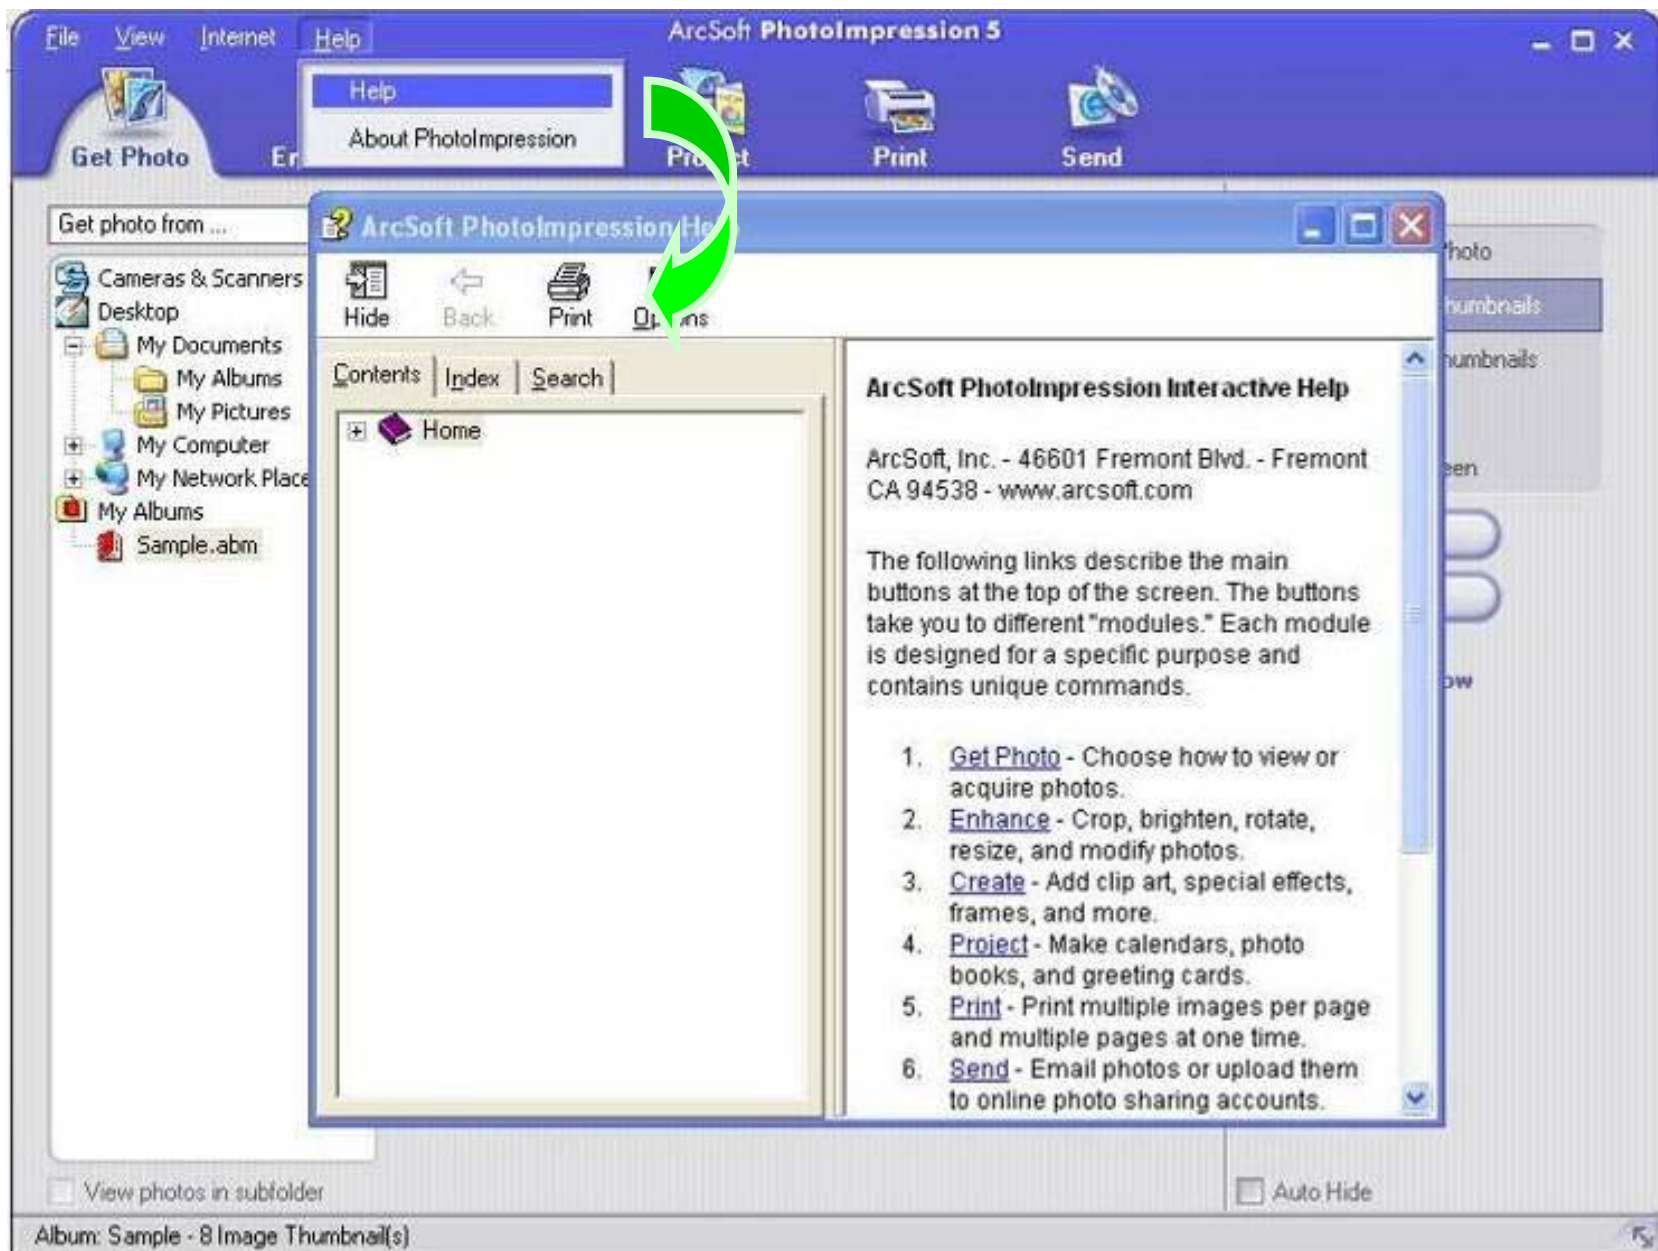 ArcSoft PhotoImpression 5
File View Internet Help
Help
About PhotoImpression
Get Photo
Print
Send
Get photo from ...
Cameras & Scanners
Desktop
My Documents
My Albums
My Pictures
My Computer
My Network Place
My Albums
Sample.abm
ArcSoft PhotoImpression
Hide Back Print
Contents Index Search
Home
ArcSoft PhotoImpression Interactive Help
ArcSoft, Inc. - 46601 Fremont Blvd. - Fremont
CA 94538 - www.arcsoft.com
The following links describe the main
buttons at the top of the screen. The buttons
take you to different "modules." Each module
is designed for a specific purpose and
contains unique commands.
1. Get Photo - Choose how to view or
acquire photos.
2. Enhance - Crop, brighten, rotate,
resize, and modify photos.
3. Create - Add clip art, special effects,
frames, and more.
4. Project - Make calendars, photo
books, and greeting cards.
5. Print - Print multiple images per page
and multiple pages at one time.
6. Send - Email photos or upload them
to online photo sharing accounts.
View photos in subfolder
Auto Hide
Album: Sample - 8 Image Thumbnail(s)